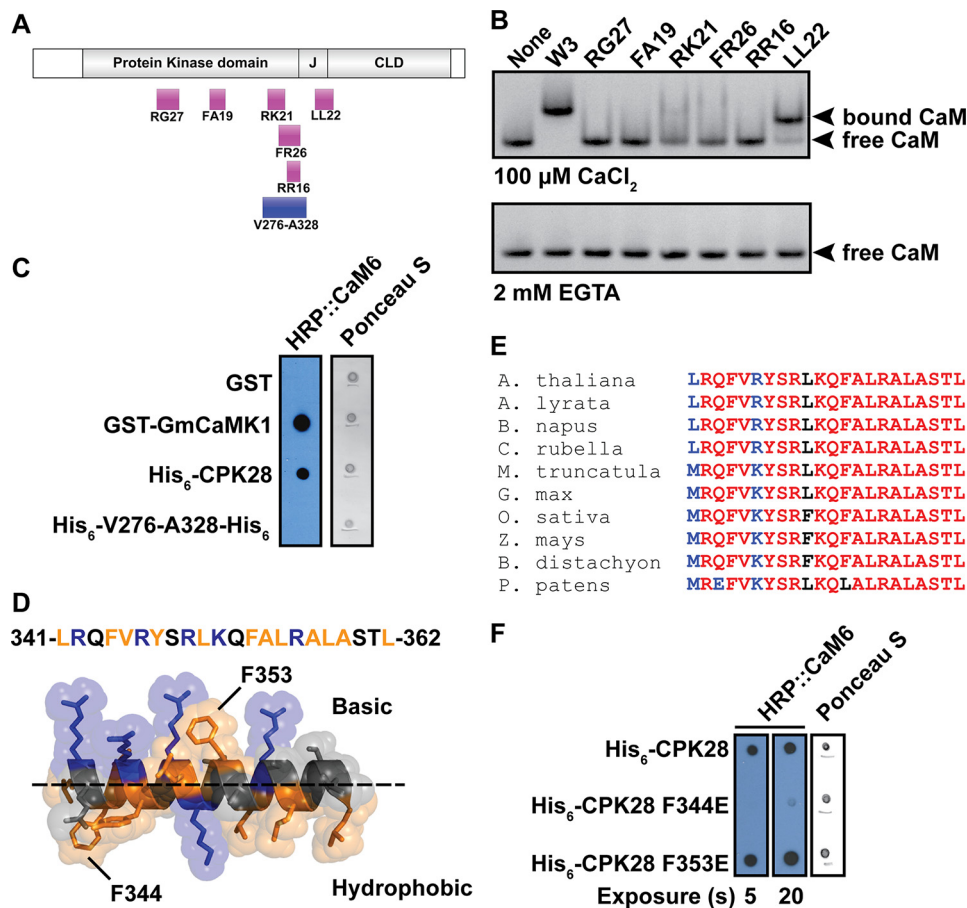 A
Protein Kinase domain J CLD
RG27 FA19 RK21 LL22
FR26
RR16
V276-A328
B
None W3 RG27 FA19 RK21 FR26 RR16 LL22
bound CaM
free CaM
100 µM CaCl2
free CaM
2 mM EGTA
C
HRP::CaM6 Ponceau S
GST
GST-GmCaMK1
His6-CPK28
His6-V276-A328-His6
D
341-LRQFVRYSRLKQFALRALASTL-362
F353
Basic
Hydrophobic
F344
E
A. thaliana LRQFVRYSRLKQFALRALASTL
A. lyrata LRQFVRYSRLKQFALRALASTL
B. napus LRQFVRYSRLKQFALRALASTL
C. rubella LRQFVRYSRLKQFALRALASTL
M. truncatula MRQFVKYSRLKQFALRALASTL
G. max MRQFVKYSRLKQFALRALASTL
O. sativa MRQFVKYSRFKQFALRALASTL
Z. mays MRQFVKYSRFKQFALRALASTL
B. distachyon MRQFVKYSRFKQFALRALASTL
P. patens MREFVKYSRLKQLALRALASTL
F
HRP::CaM6 Ponceau S
His6-CPK28
His6-CPK28 F344E
His6-CPK28 F353E
Exposure (s) 5 20